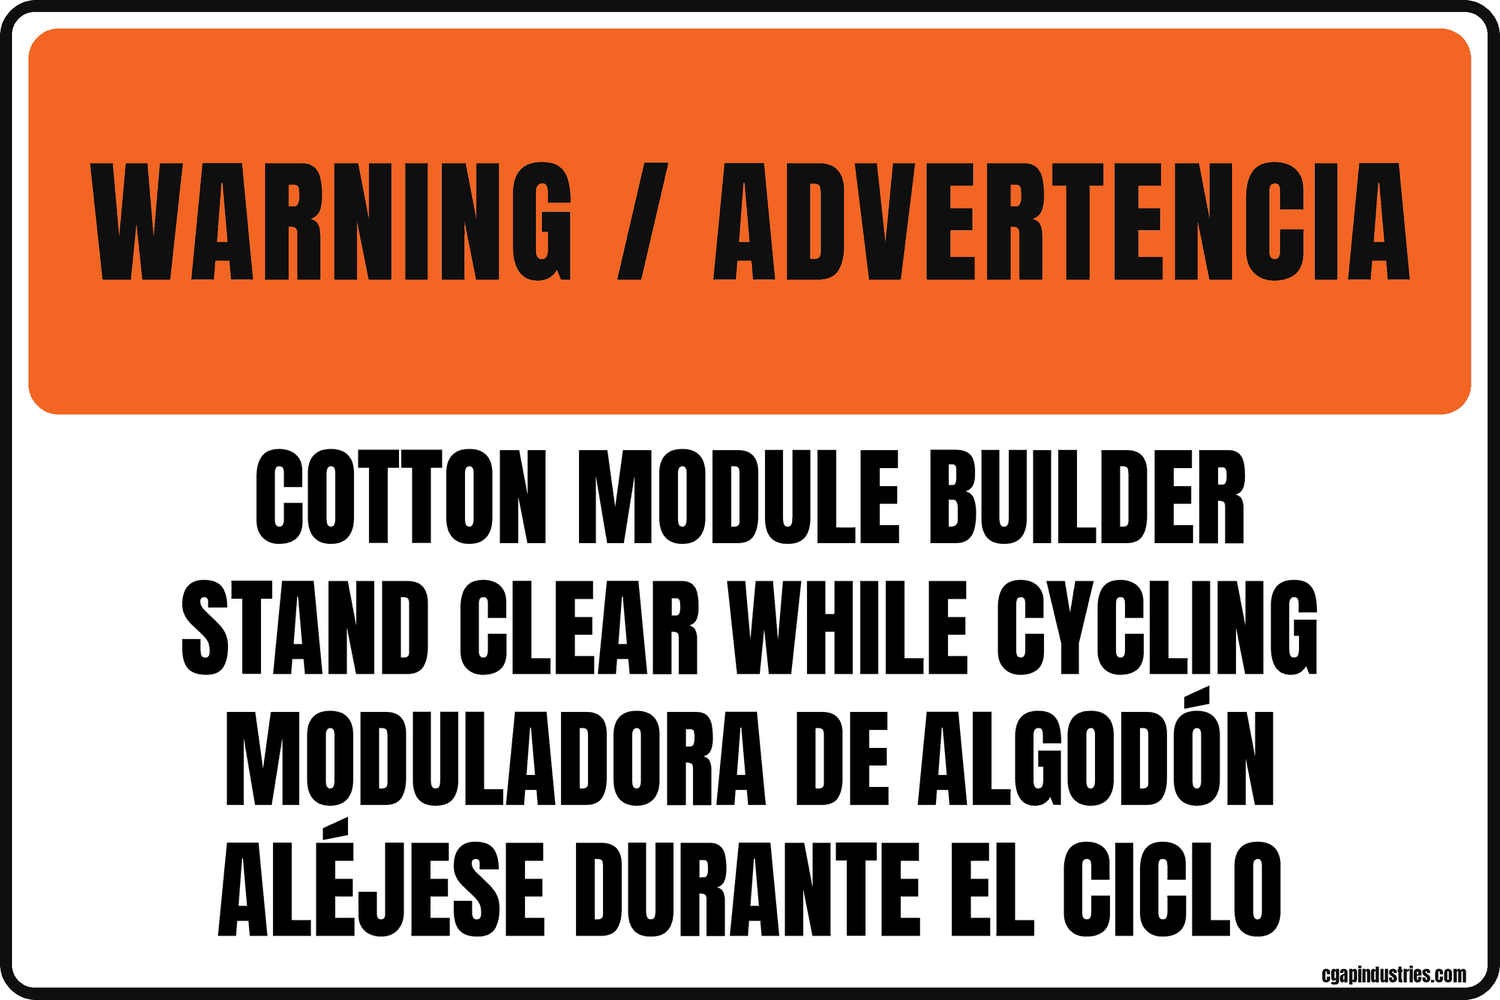 WARNING / ADVERTENCIA
COTTON MODULE BUILDER
STAND CLEAR WHILE CYCLING
MODULADORA DE ALGODÓN
ALÉJESE DURANTE EL CICLO
cgapindustries.com